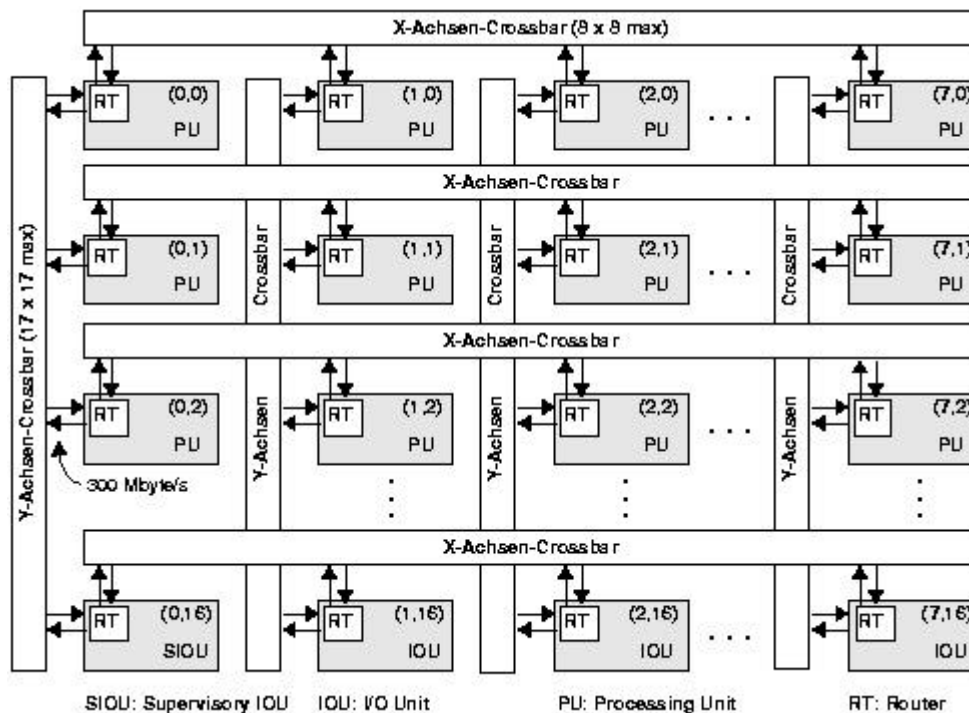 X-Achsen-Crossbar (8 x 8 max)
RT (0,0) PU
RT (1,0) PU
RT (2,0) PU
. . .
RT (7,0) PU
X-Achsen-Crossbar
RT (0,1) PU
RT (1,1) PU
RT (2,1) PU
. . .
RT (7,1) PU
X-Achsen-Crossbar
RT (0,2) PU
RT (1,2) PU
RT (2,2) PU
. . .
RT (7,2) PU
300 Mbyte/s
X-Achsen-Crossbar
RT (0,16) SIOU
RT (1,16) IOU
RT (2,16) IOU
. . .
RT (7,16) IOU
Y-Achsen-Crossbar (17 x 17 max)
Y-Achsen Crossbar
Y-Achsen Crossbar
Y-Achsen Crossbar
SIOU: Supervisory IOU IOU: I/O Unit PU: Processing Unit RT: Router